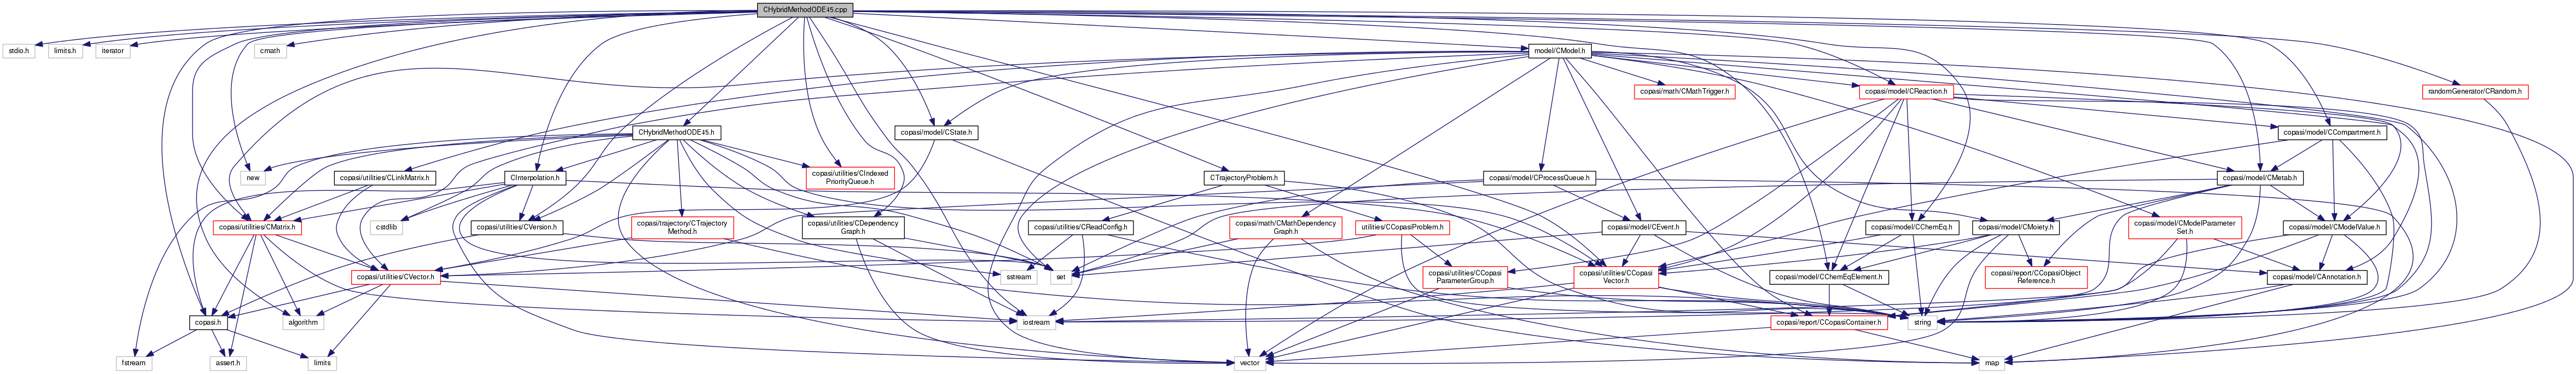 CHybridMethodODE45.cpp
stdio.h
limits.h
iterator
cmath
model/CModel.h
copasi/math/CMathTrigger.h
copasi/model/CReaction.h
randomGenerator/CRandom.h
CHybridMethodODE45.h
copasi/model/CState.h
copasi/model/CCompartment.h
new
copasi/utilities/CLinkMatrix.h
CInterpolation.h
copasi/utilities/CIndexed
PriorityQueue.h
CTrajectoryProblem.h
copasi/model/CProcessQueue.h
copasi/model/CMetab.h
copasi/utilities/CMatrix.h
cstdlib
copasi/utilities/CVersion.h
copasi/trajectory/CTrajectory
Method.h
copasi/utilities/CDependency
Graph.h
copasi/utilities/CReadConfig.h
copasi/math/CMathDependency
Graph.h
utilities/CCopasiProblem.h
copasi/model/CEvent.h
copasi/model/CChemEq.h
copasi/model/CMoiety.h
copasi/model/CModelParameter
Set.h
copasi/model/CModelValue.h
copasi/utilities/CVector.h
sstream
set
copasi/utilities/CCopasi
ParameterGroup.h
copasi/utilities/CCopasi
Vector.h
copasi/model/CChemEqElement.h
copasi/report/CCopasiObject
Reference.h
copasi/model/CAnnotation.h
copasi.h
algorithm
iostream
copasi/report/CCopasiContainer.h
string
fstream
assert.h
limits
vector
map